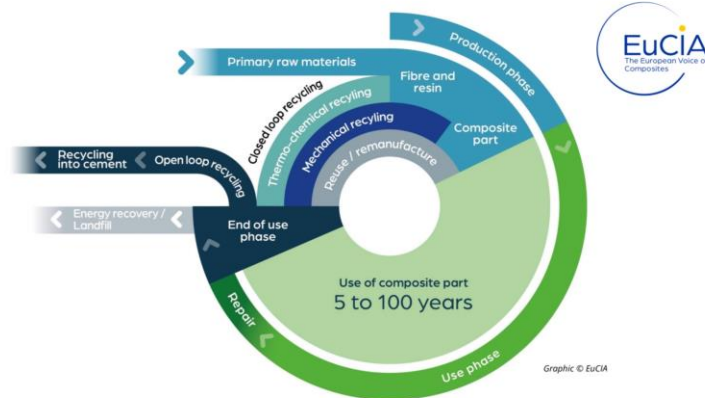 Primary raw materials
Production phase
EuCIA
The European Voice of
Composites
Fibre and
resin
Closed loop recycling
Thermo-chemical recyling
Mechanical recyling
Composite
part
Reuse / remanufacture
Recycling
into cement
Open loop recycling
Energy recovery /
Landfill
End of use
phase
Use of composite part
5 to 100 years
Repair
Use phase
Graphic © EuCIA